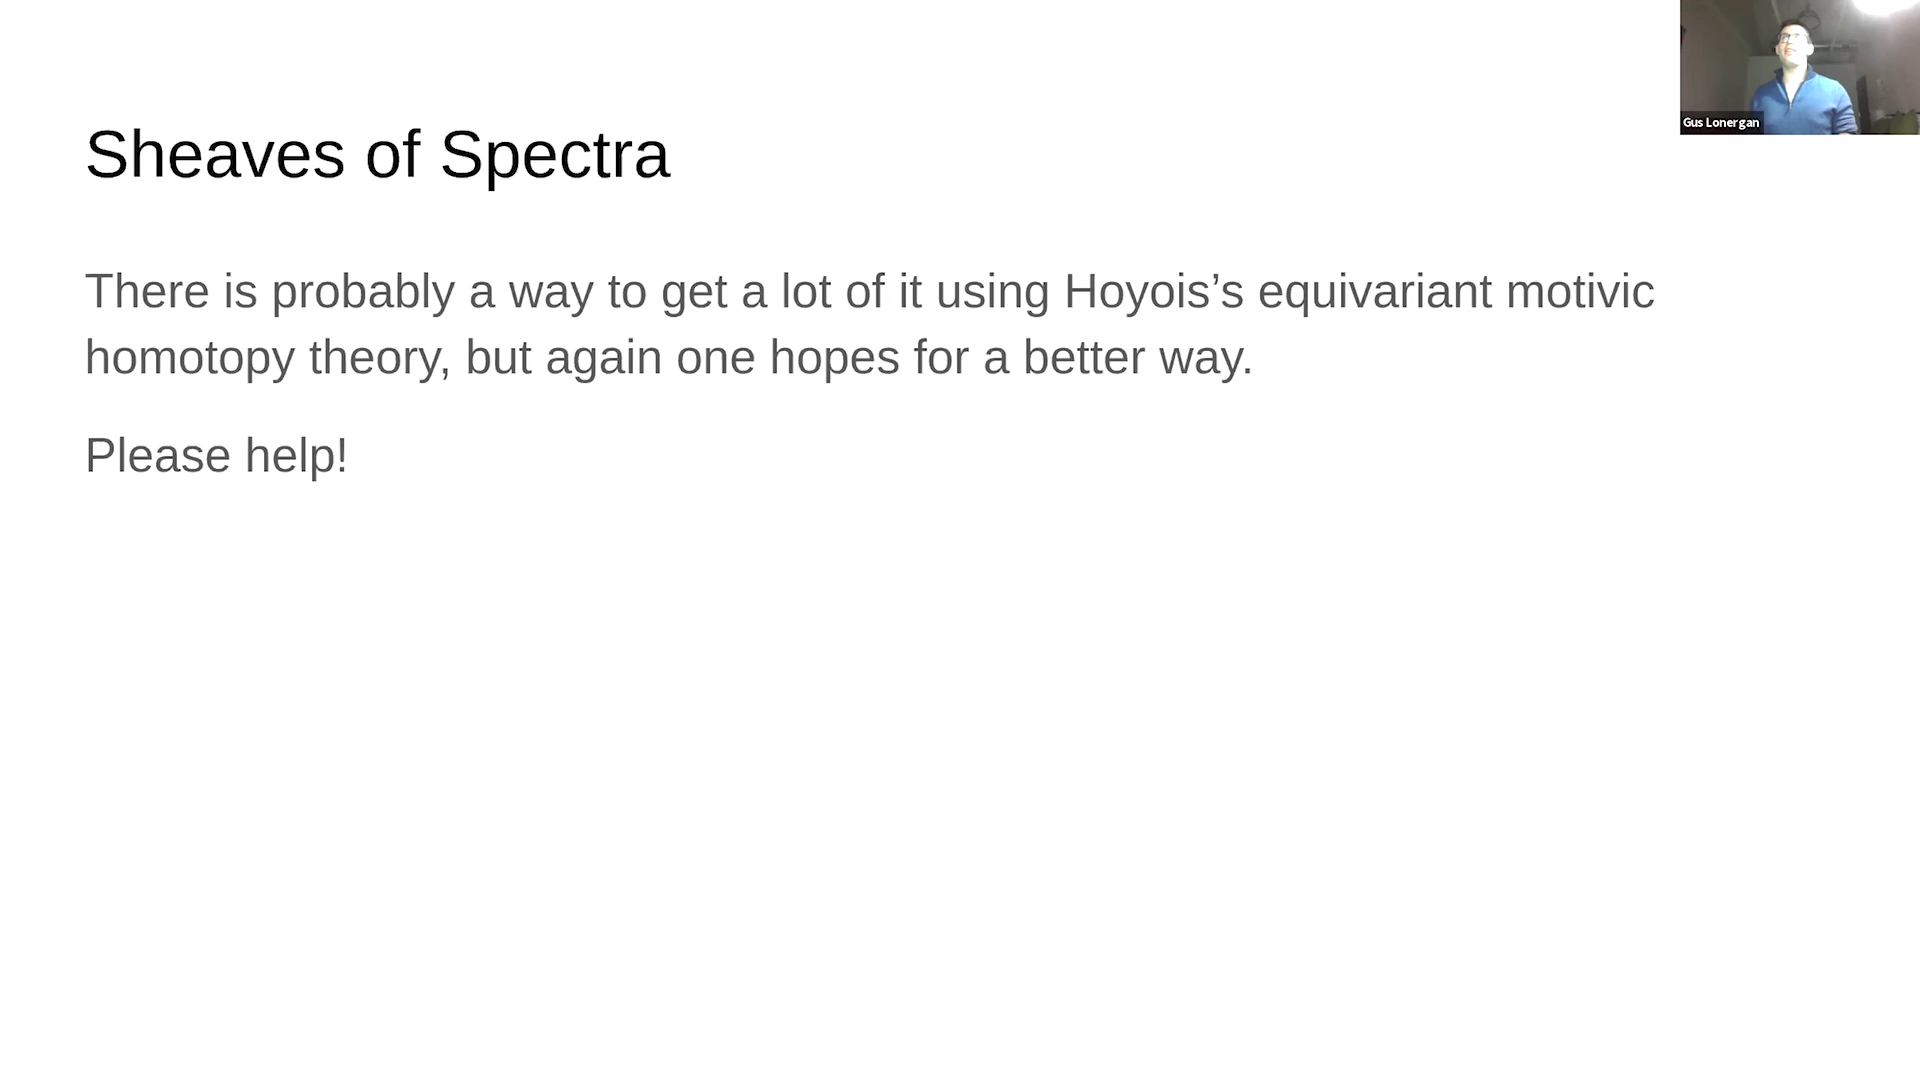 Gus Lonergan
Sheaves of Spectra
There is probably a way to get a lot of it using Hoyois’s equivariant motivic
homotopy theory, but again one hopes for a better way.
Please help!